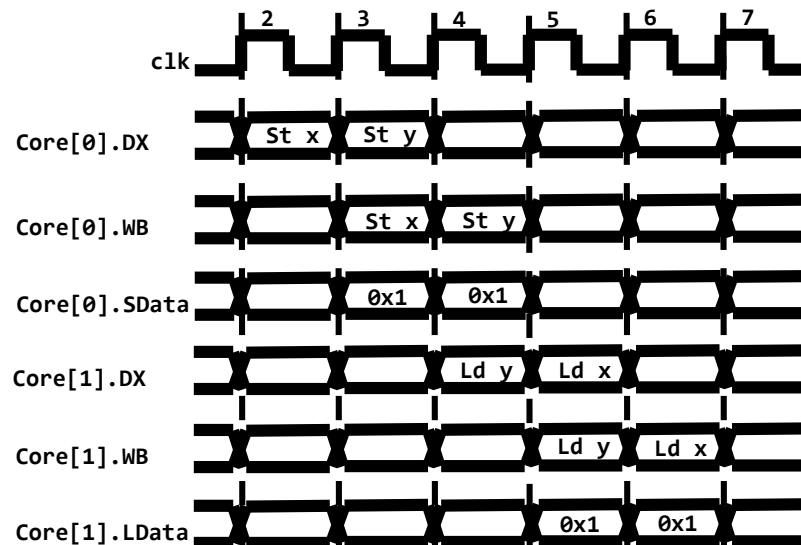 2 3 4 5 6 7
clk
Core[0].DX St x St y
Core[0].WB St x St y
Core[0].SData 0x1 0x1
Core[1].DX Ld y Ld x
Core[1].WB Ld y Ld x
Core[1].LData 0x1 0x1